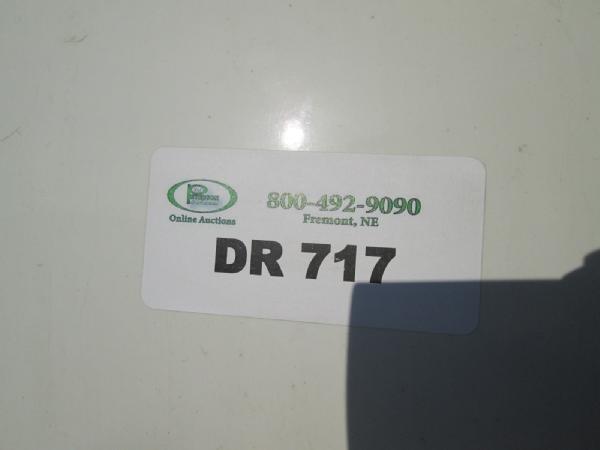 800-492-9090
Fremont, NE
Online Auctions
DR 717